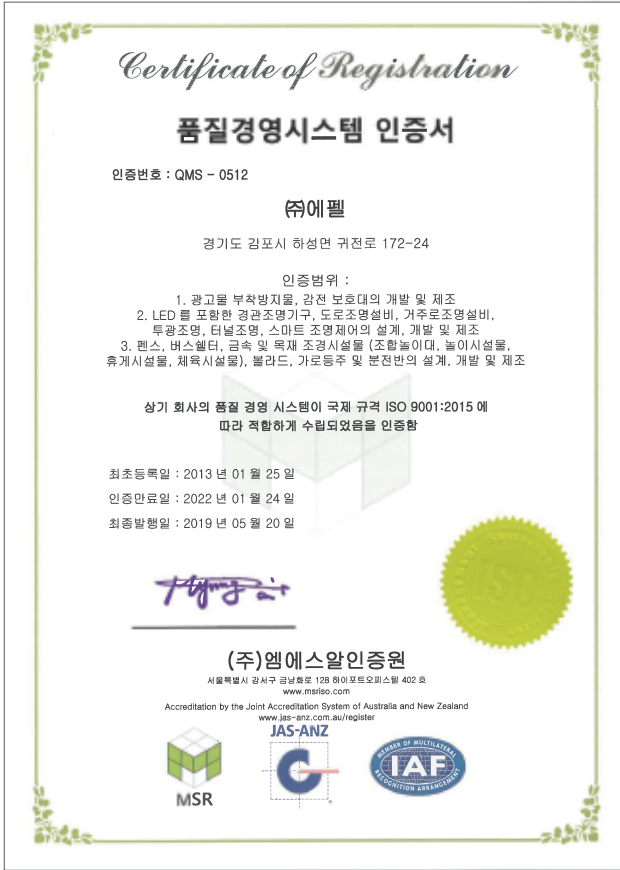 Certificate of Registration
품질경영시스템 인증서
인증번호 : QMS - 0512
㈜에펠
경기도 김포시 하성면 귀전로 172-24
인증범위 :
1. 광고물 부착방지물, 감전 보호대의 개발 및 제조
2. LED 를 포함한 경관조명기구, 도로조명설비, 거주로조명설비,
투광조명, 터널조명, 스마트 조명제어의 설계, 개발 및 제조
3. 펜스, 버스쉘터, 금속 및 목재 조경시설물 (조합놀이대, 놀이시설물,
휴게시설물, 체육시설물), 볼라드, 가로등주 및 분전반의 설계, 개발 및 제조
상기 회사의 품질 경영 시스템이 국제 규격 ISO 9001:2015 에
따라 적합하게 수립되었음을 인증함
최초등록일 : 2013 년 01 월 25 일
인증만료일 : 2022 년 01 월 24 일
최종발행일 : 2019 년 05 월 20 일
ISO
(주)엠에스알인증원
서울특별시 강서구 금낭화로 128 하이포트오피스텔 402 호
www.msriso.com
Accreditation by the Joint Accreditation System of Australia and New Zealand
www.jas-anz.com.au/register
MSR
JAS-ANZ
MEMBER OF MULTILATERAL
IAF
RECOGNITION ARRANGEMENT